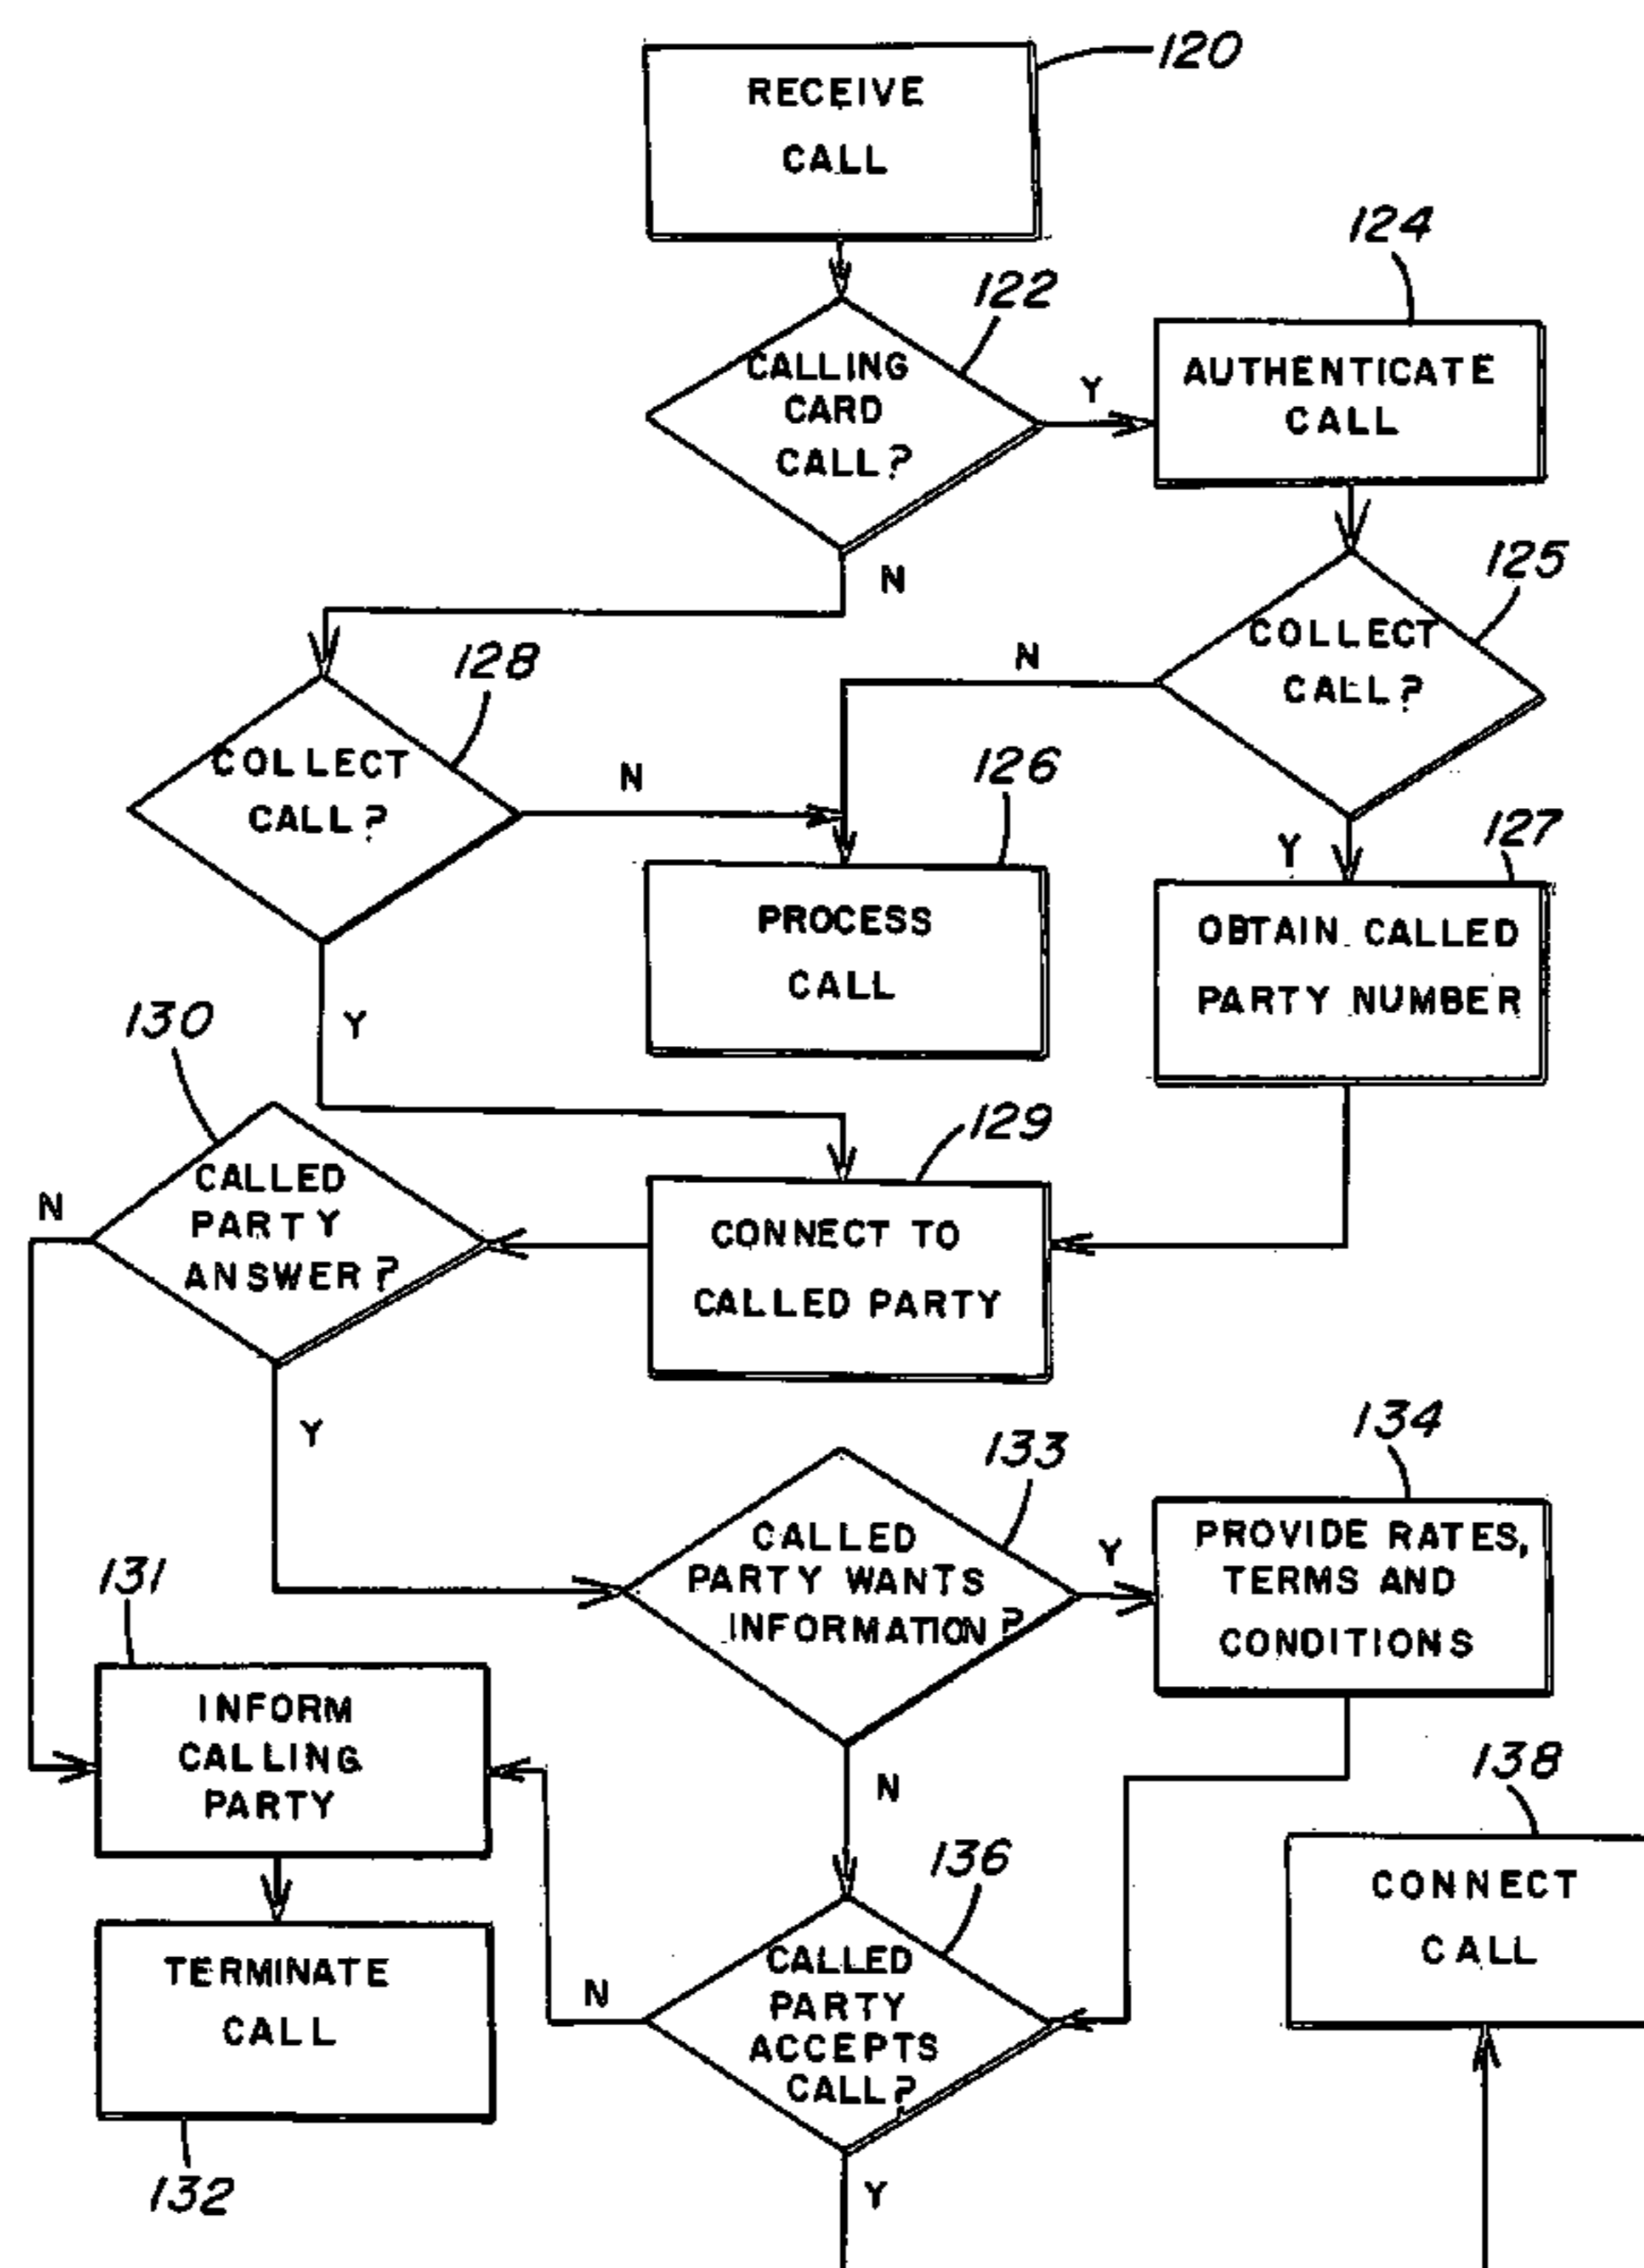 120
RECEIVE
CALL
124
122
CALLING
CARD
CALL?
Y
AUTHENTICATE
CALL
N
125
COLLECT
CALL?
N
128
COLLECT
CALL?
N
126
PROCESS
CALL
Y
127
OBTAIN CALLED
PARTY NUMBER
Y
130
CALLED
PARTY
ANSWER?
N
129
CONNECT TO
CALLED PARTY
Y
133
CALLED
PARTY WANTS
INFORMATION?
Y
134
PROVIDE RATES,
TERMS AND
CONDITIONS
131
INFORM
CALLING
PARTY
N
138
CONNECT
CALL
136
CALLED
PARTY
ACCEPTS
CALL?
N
TERMINATE
CALL
132
Y